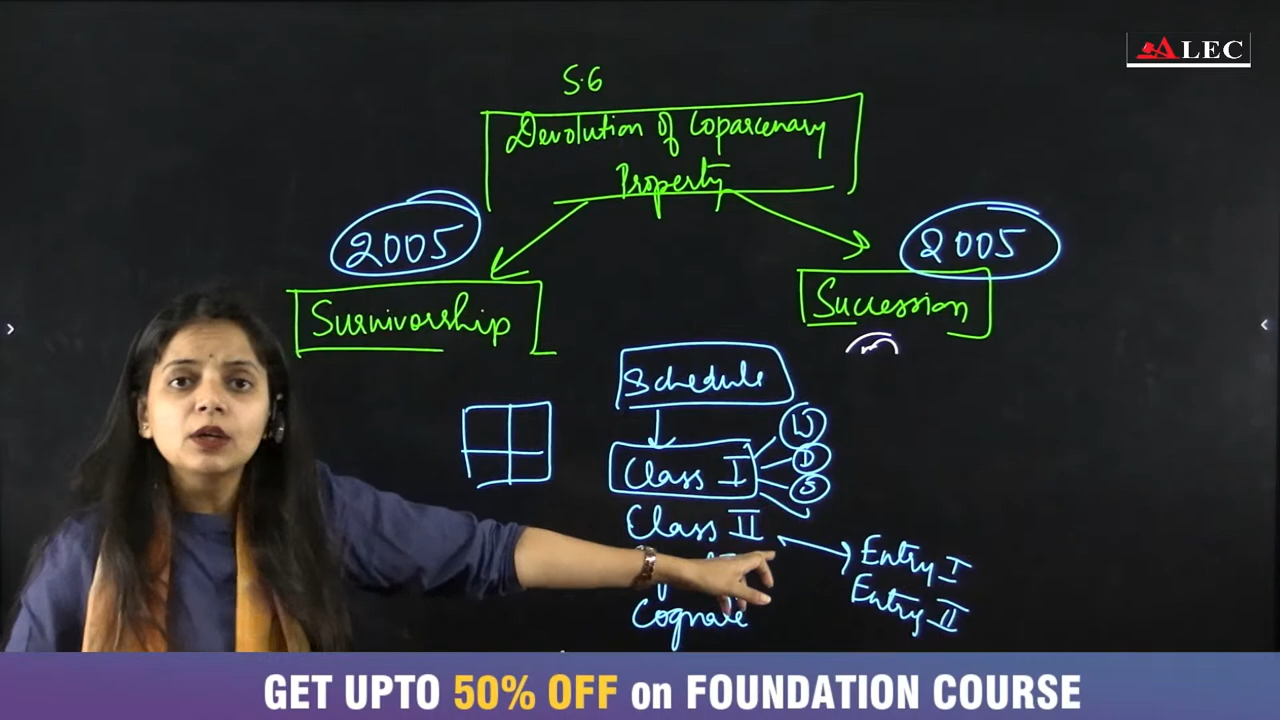 ALEC
S.6
Devolution of Coparcenary
Property
2005
2005
Survivorship
Succession
Schedule
W
Class I
D
S
Class II
Entry I
Entry II
Cognate
GET UPTO 50% OFF on FOUNDATION COURSE